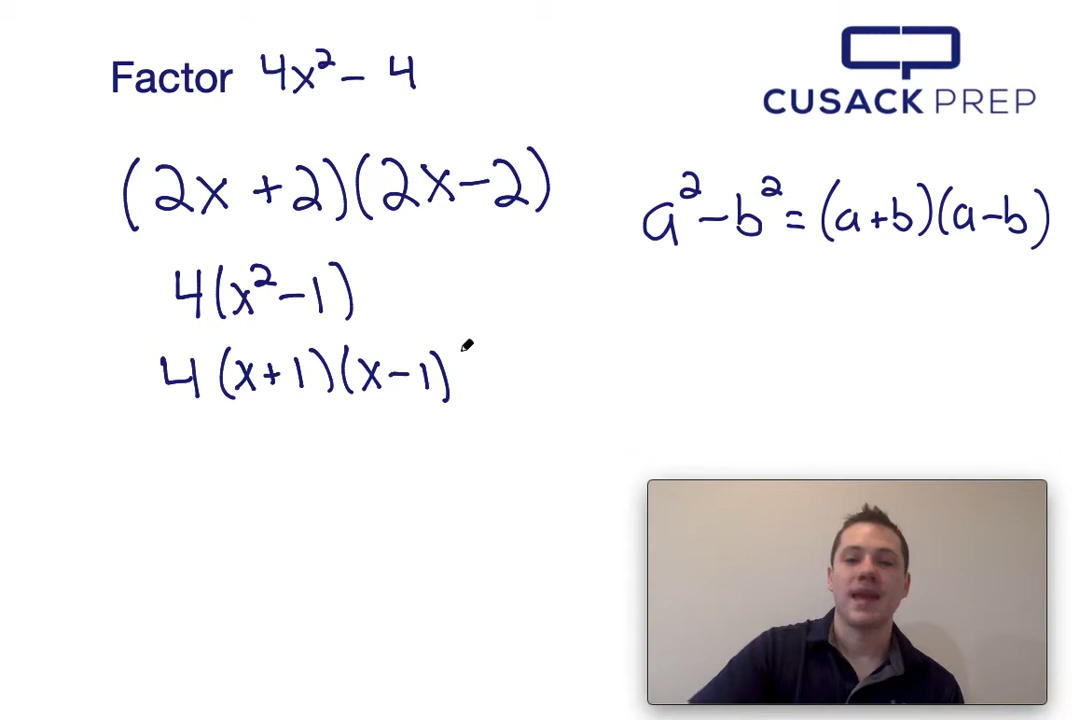 Factor 4x² - 4
CUSACK PREP
(2x + 2)(2x - 2)
a² - b² = (a + b)(a - b)
4(x² - 1)
4(x + 1)(x - 1)